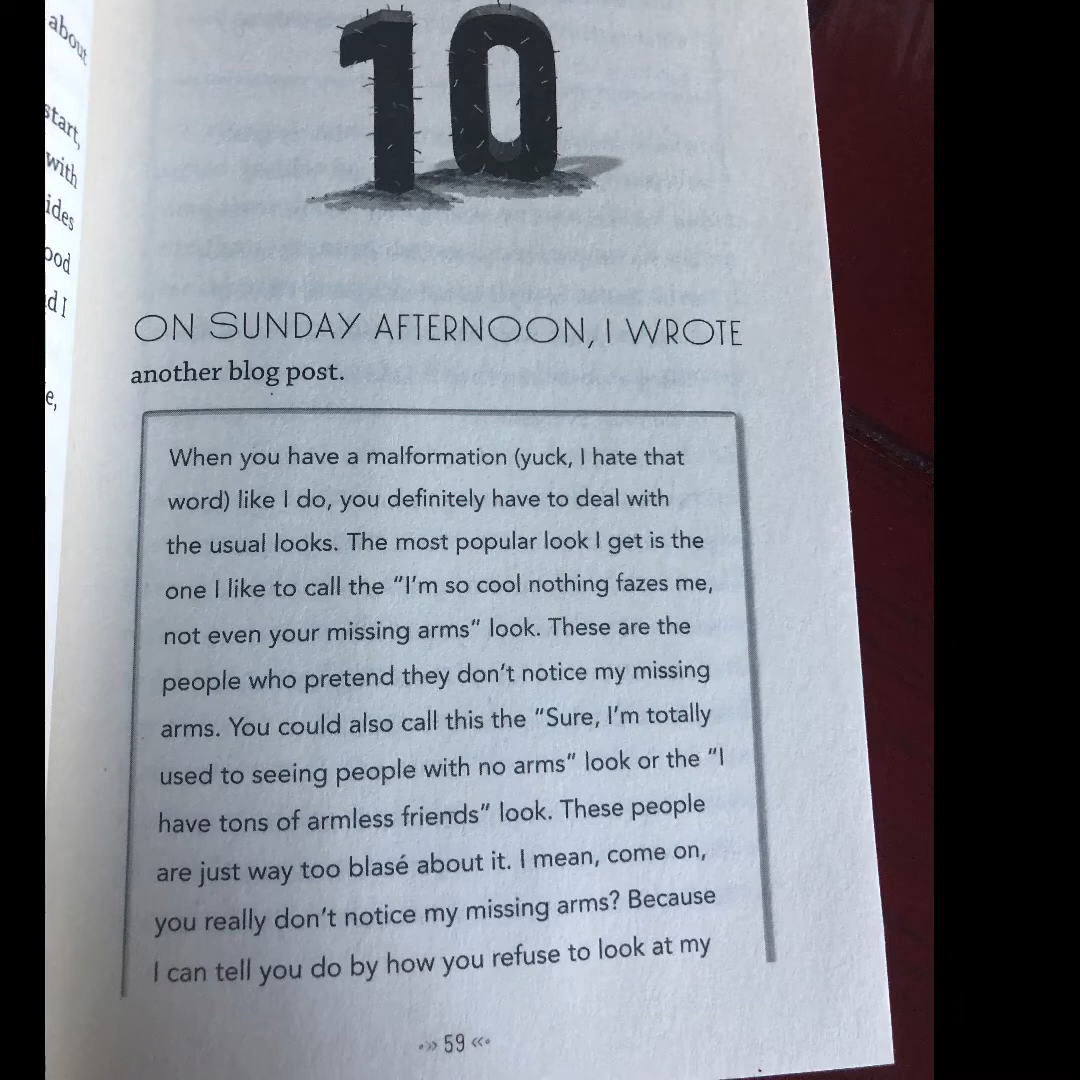 about
start,
with
ides
ood
d I
e,
10
ON SUNDAY AFTERNOON, I WROTE
another blog post.
When you have a malformation (yuck, I hate that
word) like I do, you definitely have to deal with
the usual looks. The most popular look I get is the
one I like to call the “I’m so cool nothing fazes me,
not even your missing arms” look. These are the
people who pretend they don’t notice my missing
arms. You could also call this the “Sure, I’m totally
used to seeing people with no arms” look or the “I
have tons of armless friends” look. These people
are just way too blasé about it. I mean, come on,
you really don’t notice my missing arms? Because
I can tell you do by how you refuse to look at my
·» 59 «·